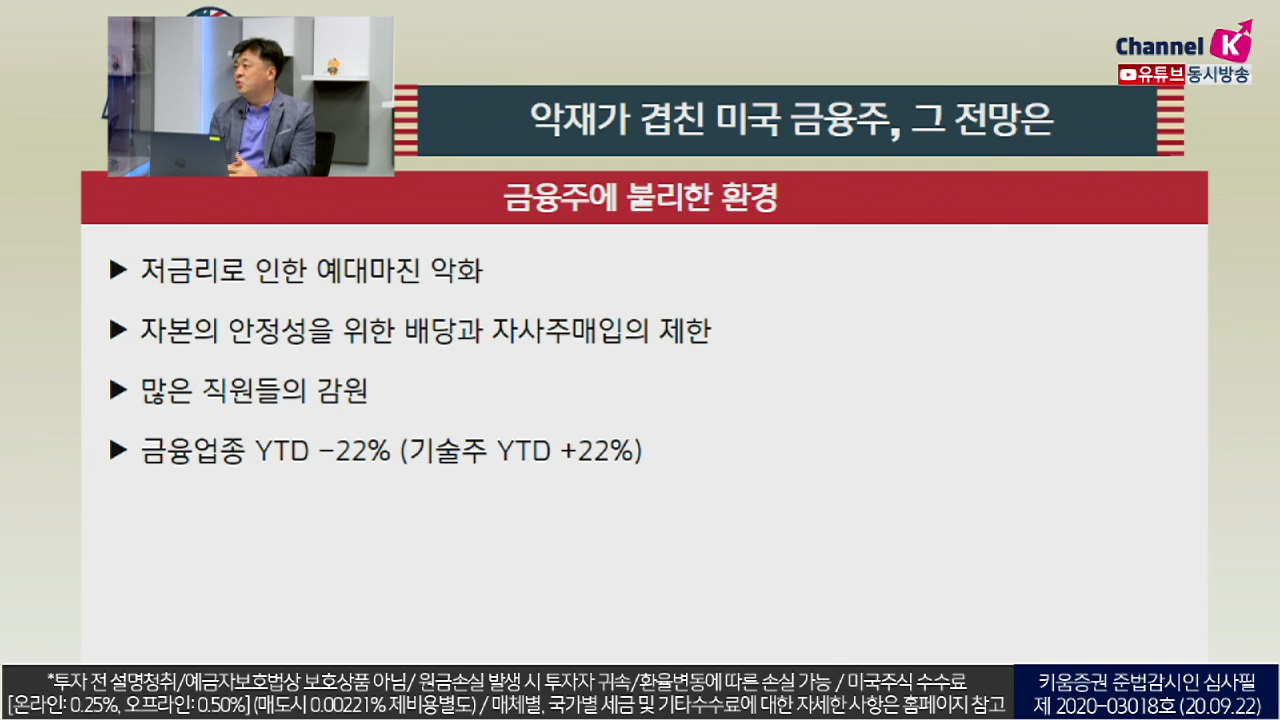 Channel K
유튜브 동시방송
악재가 겹친 미국 금융주, 그 전망은
금융주에 불리한 환경
▶ 저금리로 인한 예대마진 악화
▶ 자본의 안정성을 위한 배당과 자사주매입의 제한
▶ 많은 직원들의 감원
▶ 금융업종 YTD -22% (기술주 YTD +22%)
*투자 전 설명청취/예금자보호법상 보호상품 아님/ 원금손실 발생 시 투자자 귀속/환율변동에 따른 손실 가능 / 미국주식 수수료
[온라인: 0.25%, 오프라인: 0.50%] (매도시 0.00221% 제비용별도) / 매체별, 국가별 세금 및 기타수수료에 대한 자세한 사항은 홈페이지 참고
키움증권 준법감시인 심사필
제 2020-03018호 (20.09.22)